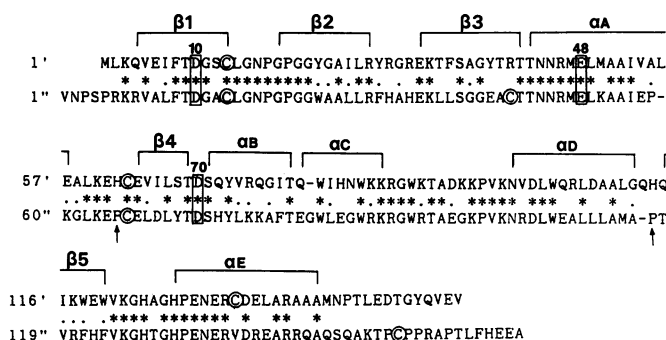 β1 β2 β3 αA
10 48
1' MLKQVEIFTDGSCLGNPGPGGYGAILRYRGREKTFSAGYTRTTNNRMELMAAIVAL
* * .***.*.********* **.* * ** .** . * .********.*** .
1" VNPSPRKRVALFTDGACLGNPGPGGWAALLRFHAHEKLLSGGEACTTNNRMELKAAIEP-
β4 70 αB αC αD
57' EALKEHCEVILSTDSQYVRQGITQ-WIHNWKKRGWKTADKKPVKNVDLWQRLDAALGQHQ
60" KGLKEPCELDLYTDSHYLKKAFTEGWLEGWRKRGWRTAEGKPVKNRDLWEALLLAMA-PT
β5 αE
116' IKWEWVKGHAGHPENERCDELARAAAMNPTLEDTGYQVEV
119" VRFHFVKGHTGHPENERVDREARRQAQSQAKTPCPPRAPTLFHEEA